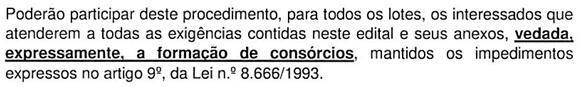 Poderão participar deste procedimento, para todos os lotes, os interessados que
atenderem a todas as exigências contidas neste edital e seus anexos, vedada,
expressamente, a formação de consórcios, mantidos os impedimentos
expressos no artigo 9º, da Lei n.º 8.666/1993.